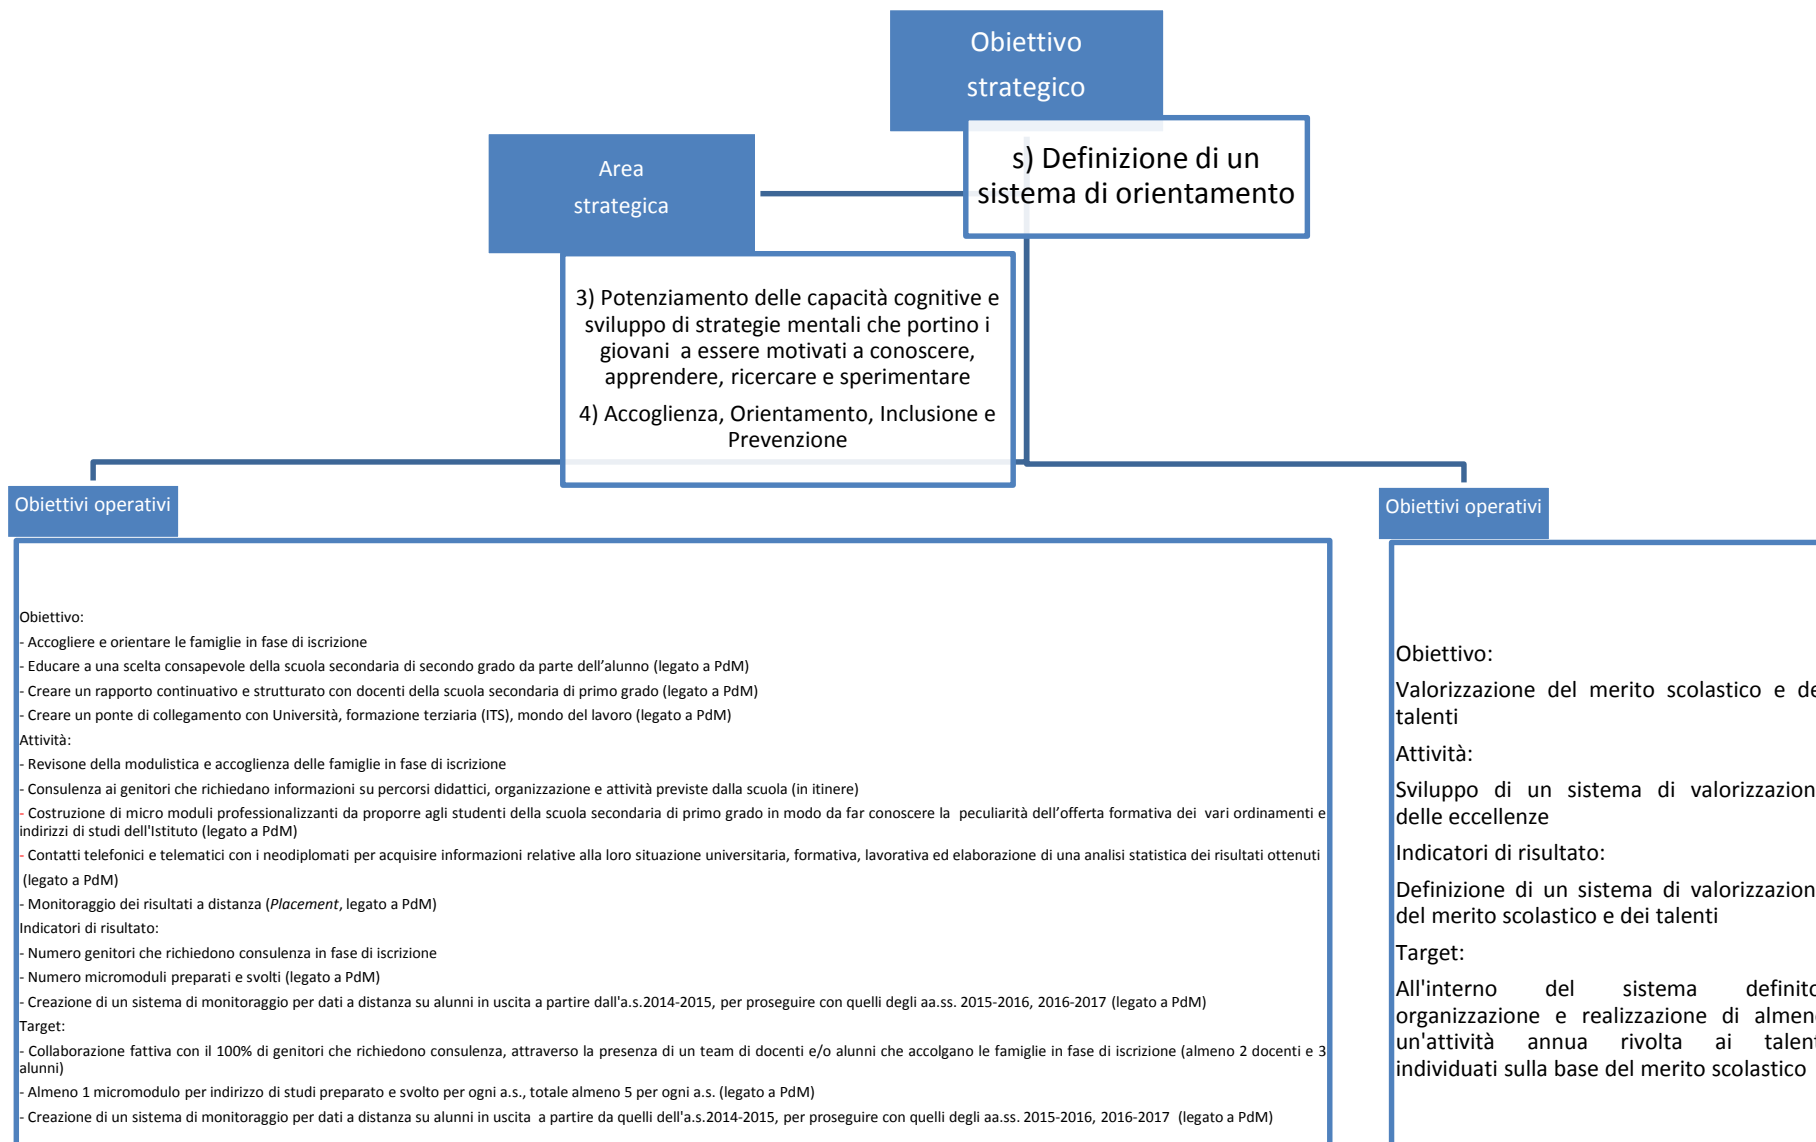 Obiettivo
strategico
s) Definizione di un
sistema di orientamento
Area
strategica
3) Potenziamento delle capacità cognitive e
sviluppo di strategie mentali che portino i
giovani a essere motivati a conoscere,
apprendere, ricercare e sperimentare
4) Accoglienza, Orientamento, Inclusione e
Prevenzione
Obiettivi operativi
Obiettivo:
- Accogliere e orientare le famiglie in fase di iscrizione
- Educare a una scelta consapevole della scuola secondaria di secondo grado da parte dell’alunno (legato a PdM)
- Creare un rapporto continuativo e strutturato con docenti della scuola secondaria di primo grado (legato a PdM)
- Creare un ponte di collegamento con Università, formazione terziaria (ITS), mondo del lavoro (legato a PdM)
Attività:
- Revisone della modulistica e accoglienza delle famiglie in fase di iscrizione
- Consulenza ai genitori che richiedano informazioni su percorsi didattici, organizzazione e attività previste dalla scuola (in itinere)
- Costruzione di micro moduli professionalizzanti da proporre agli studenti della scuola secondaria di primo grado in modo da far conoscere la peculiarità dell’offerta formativa dei vari ordinamenti e
indirizzi di studi dell'Istituto (legato a PdM)
- Contatti telefonici e telematici con i neodiplomati per acquisire informazioni relative alla loro situazione universitaria, formativa, lavorativa ed elaborazione di una analisi statistica dei risultati ottenuti
(legato a PdM)
- Monitoraggio dei risultati a distanza (Placement, legato a PdM)
Indicatori di risultato:
- Numero genitori che richiedono consulenza in fase di iscrizione
- Numero micromoduli preparati e svolti (legato a PdM)
- Creazione di un sistema di monitoraggio per dati a distanza su alunni in uscita a partire dall'a.s.2014-2015, per proseguire con quelli degli aa.ss. 2015-2016, 2016-2017 (legato a PdM)
Target:
- Collaborazione fattiva con il 100% di genitori che richiedono consulenza, attraverso la presenza di un team di docenti e/o alunni che accolgano le famiglie in fase di iscrizione (almeno 2 docenti e 3
alunni)
- Almeno 1 micromodulo per indirizzo di studi preparato e svolto per ogni a.s., totale almeno 5 per ogni a.s. (legato a PdM)
- Creazione di un sistema di monitoraggio per dati a distanza su alunni in uscita a partire da quelli dell'a.s.2014-2015, per proseguire con quelli degli aa.ss. 2015-2016, 2016-2017 (legato a PdM)
Obiettivi operativi
Obiettivo:
Valorizzazione del merito scolastico e de
talenti
Attività:
Sviluppo di un sistema di valorizzazion
delle eccellenze
Indicatori di risultato:
Definizione di un sistema di valorizzazion
del merito scolastico e dei talenti
Target:
All'interno del sistema definito
organizzazione e realizzazione di almeno
un'attività annua rivolta ai talent
individuati sulla base del merito scolastico